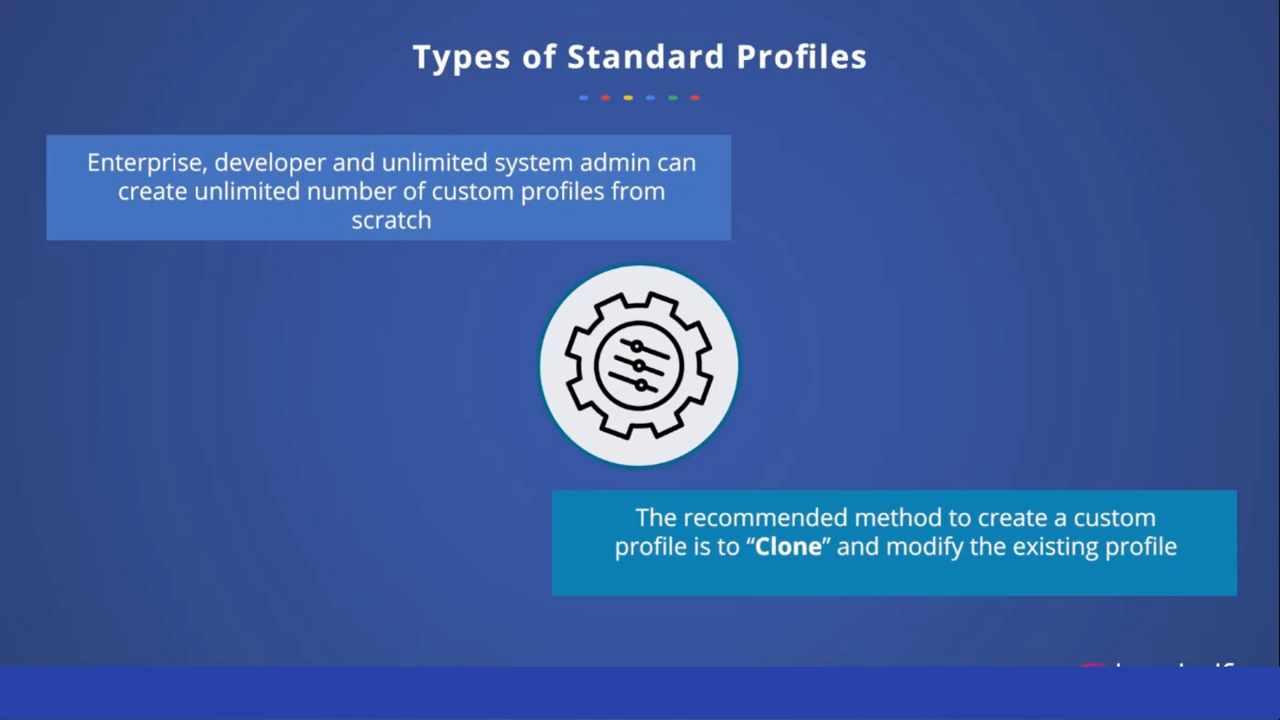 Types of Standard Profiles
Enterprise, developer and unlimited system admin can
create unlimited number of custom profiles from
scratch
The recommended method to create a custom
profile is to “Clone” and modify the existing profile